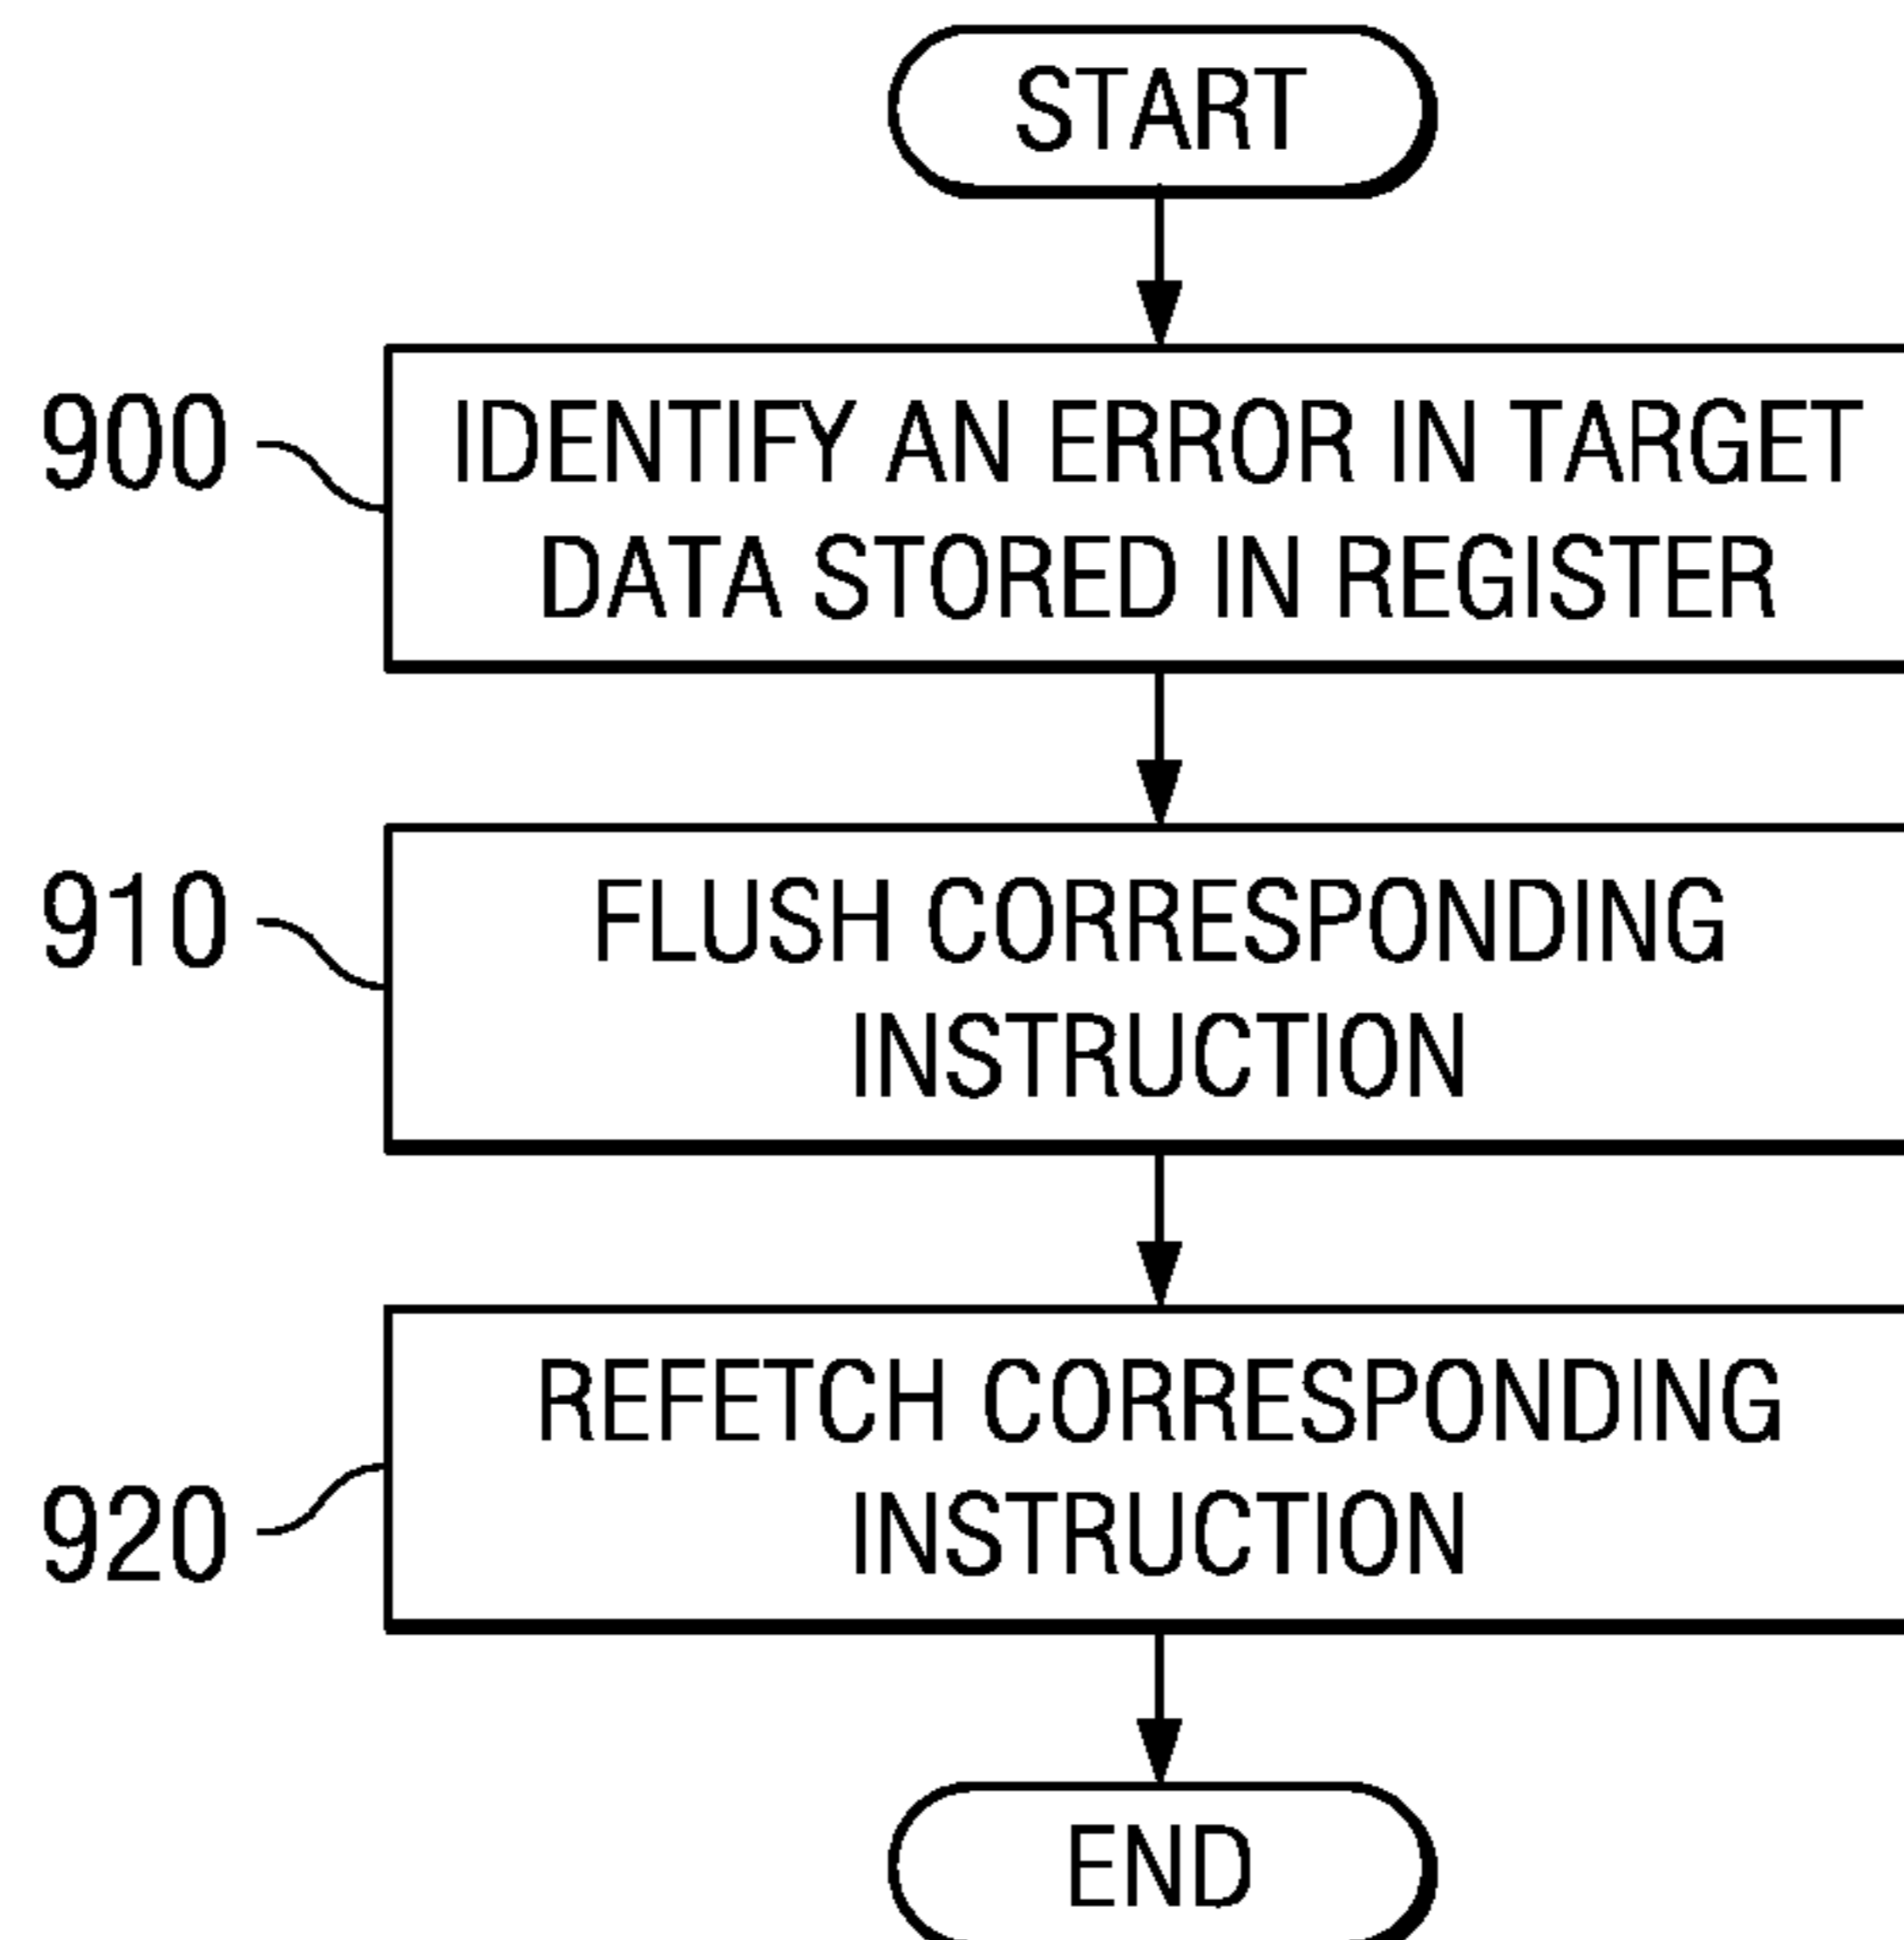 START
900
IDENTIFY AN ERROR IN TARGET
DATA STORED IN REGISTER
910
FLUSH CORRESPONDING
INSTRUCTION
REFETCH CORRESPONDING
INSTRUCTION
920
END